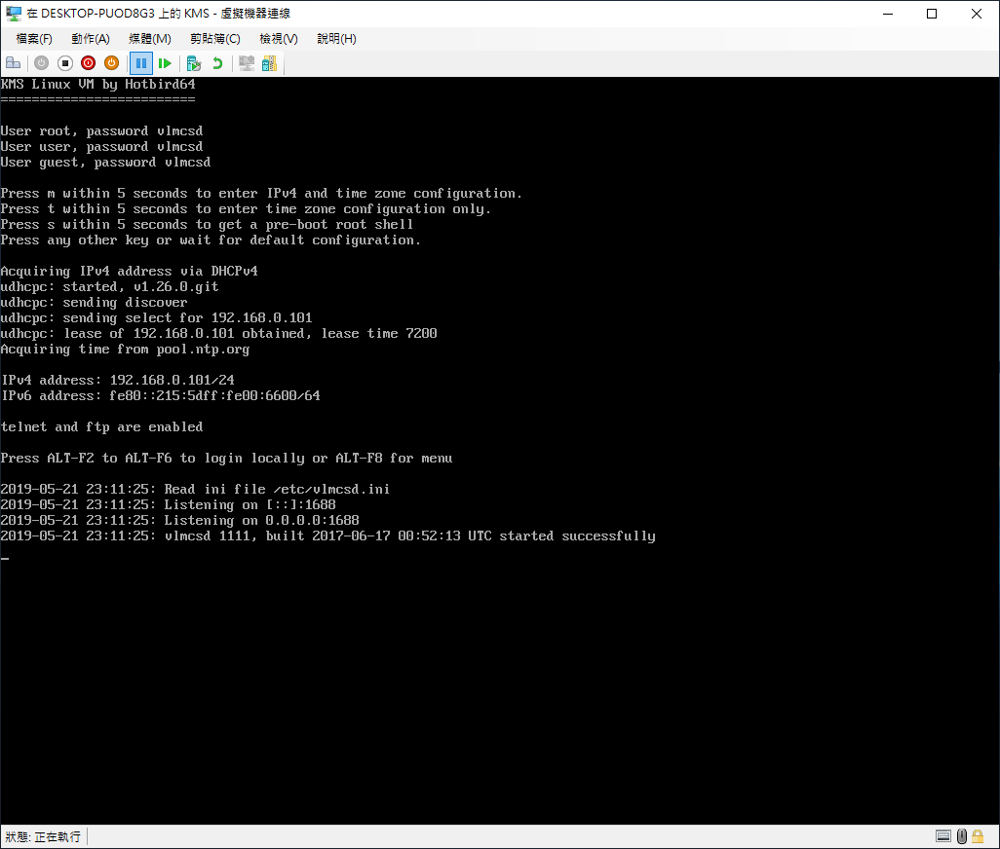 在 DESKTOP-PUOD8G3 上的 KMS - 虛擬機器連線
檔案(F) 動作(A) 媒體(M) 剪貼簿(C) 檢視(V) 說明(H)
KMS Linux VM by Hotbird64
=========================
User root, password vlmcsd
User user, password vlmcsd
User guest, password vlmcsd
Press m within 5 seconds to enter IPv4 and time zone configuration.
Press t within 5 seconds to enter time zone configuration only.
Press s within 5 seconds to get a pre-boot root shell
Press any other key or wait for default configuration.
Acquiring IPv4 address via DHCPv4
udhcpc: started, v1.26.0.git
udhcpc: sending discover
udhcpc: sending select for 192.168.0.101
udhcpc: lease of 192.168.0.101 obtained, lease time 7200
Acquiring time from pool.ntp.org
IPv4 address: 192.168.0.101/24
IPv6 address: fe80::215:5dff:fe00:6600/64
telnet and ftp are enabled
Press ALT-F2 to ALT-F6 to login locally or ALT-F8 for menu
2019-05-21 23:11:25: Read ini file /etc/vlmcsd.ini
2019-05-21 23:11:25: Listening on [::]:1688
2019-05-21 23:11:25: Listening on 0.0.0.0:1688
2019-05-21 23:11:25: vlmcsd 1111, built 2017-06-17 00:52:13 UTC started successfully
_
狀態: 正在執行